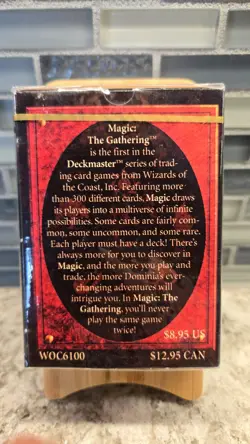 Magic:
The Gathering™
is the first in the
Deckmaster™ series of trad-
ing card games from Wizards of
the Coast, Inc. Featuring more
than 300 different cards, Magic draws
its players into a multiverse of infinite
possibilities. Some cards are fairly com-
mon, some uncommon, and some rare.
Each player must have a deck! There's
always more for you to discover in
Magic, and the more you play and
trade, the more Dominia's ever-
changing adventures will
intrigue you. In Magic: The
Gathering, you'll never
play the same game
twice!
$8.95 US
WOC6100
$12.95 CAN